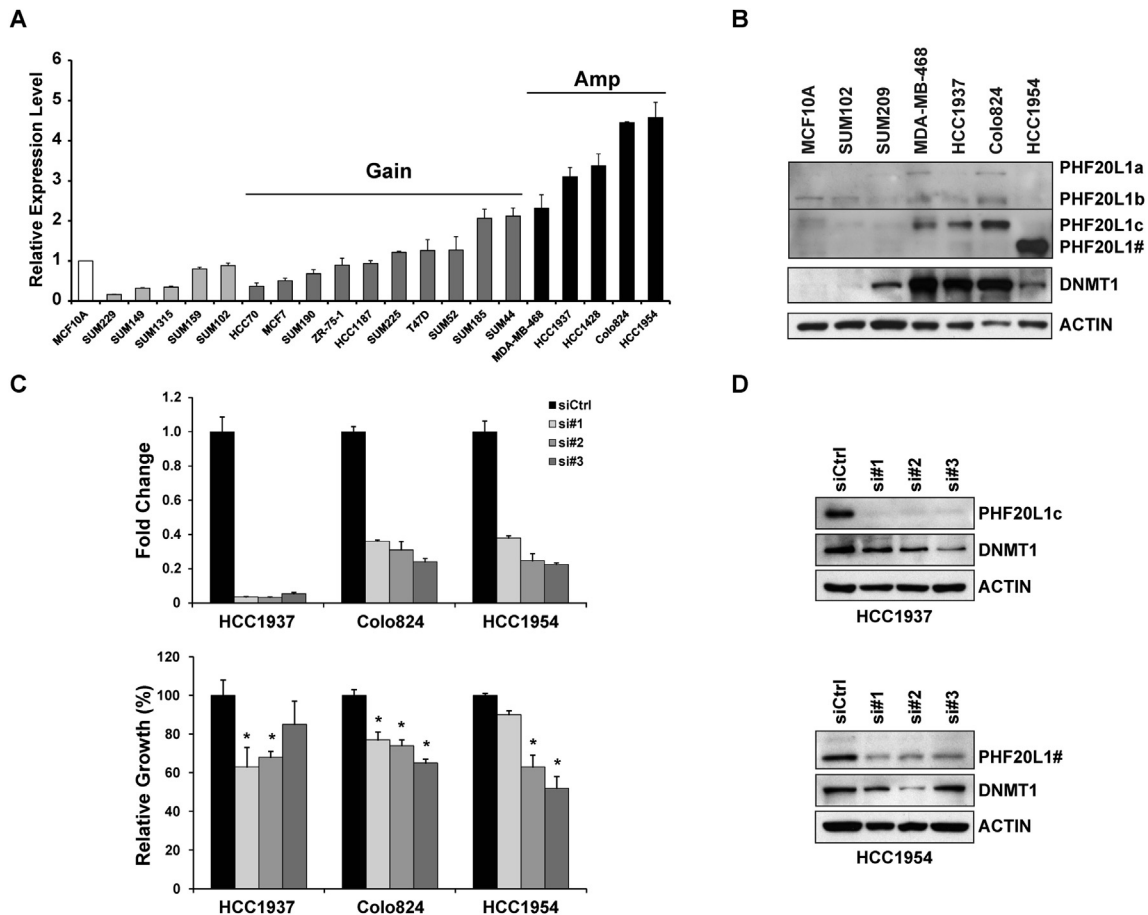 A
Relative Expression Level
6
5
4
3
2
1
0
Gain
Amp
MCF10A
SUM229
SUM149
SUM1315
SUM159
SUM102
HCC70
MCF7
SUM190
ZR-75-1
HCC1187
SUM225
T47D
SUM52
SUM185
SUM44
MDA-MB-468
HCC1937
HCC1428
Colo824
HCC1954
B
MCF10A
SUM102
SUM209
MDA-MB-468
HCC1937
Colo824
HCC1954
PHF20L1a
PHF20L1b
PHF20L1c
PHF20L1#
DNMT1
ACTIN
C
Fold Change
1.2
1.0
0.8
0.6
0.4
0.2
0
siCtrl
si#1
si#2
si#3
HCC1937
Colo824
HCC1954
Relative Growth (%)
120
100
80
60
40
20
0
* *
* * *
* *
HCC1937
Colo824
HCC1954
D
siCtrl
si#1
si#2
si#3
PHF20L1c
DNMT1
ACTIN
HCC1937
siCtrl
si#1
si#2
si#3
PHF20L1#
DNMT1
ACTIN
HCC1954